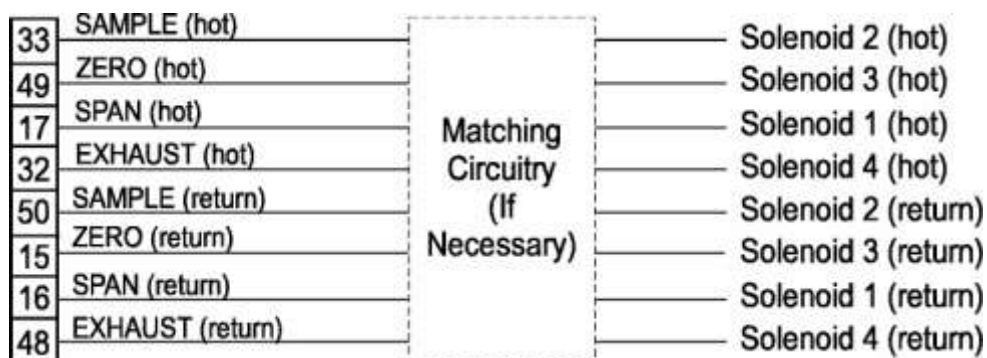 33 SAMPLE (hot) Solenoid 2 (hot)
49 ZERO (hot) Solenoid 3 (hot)
17 SPAN (hot) Solenoid 1 (hot)
32 EXHAUST (hot) Solenoid 4 (hot)
50 SAMPLE (return) Solenoid 2 (return)
15 ZERO (return) Solenoid 3 (return)
16 SPAN (return) Solenoid 1 (return)
48 EXHAUST (return) Solenoid 4 (return)
Matching
Circuitry
(If
Necessary)